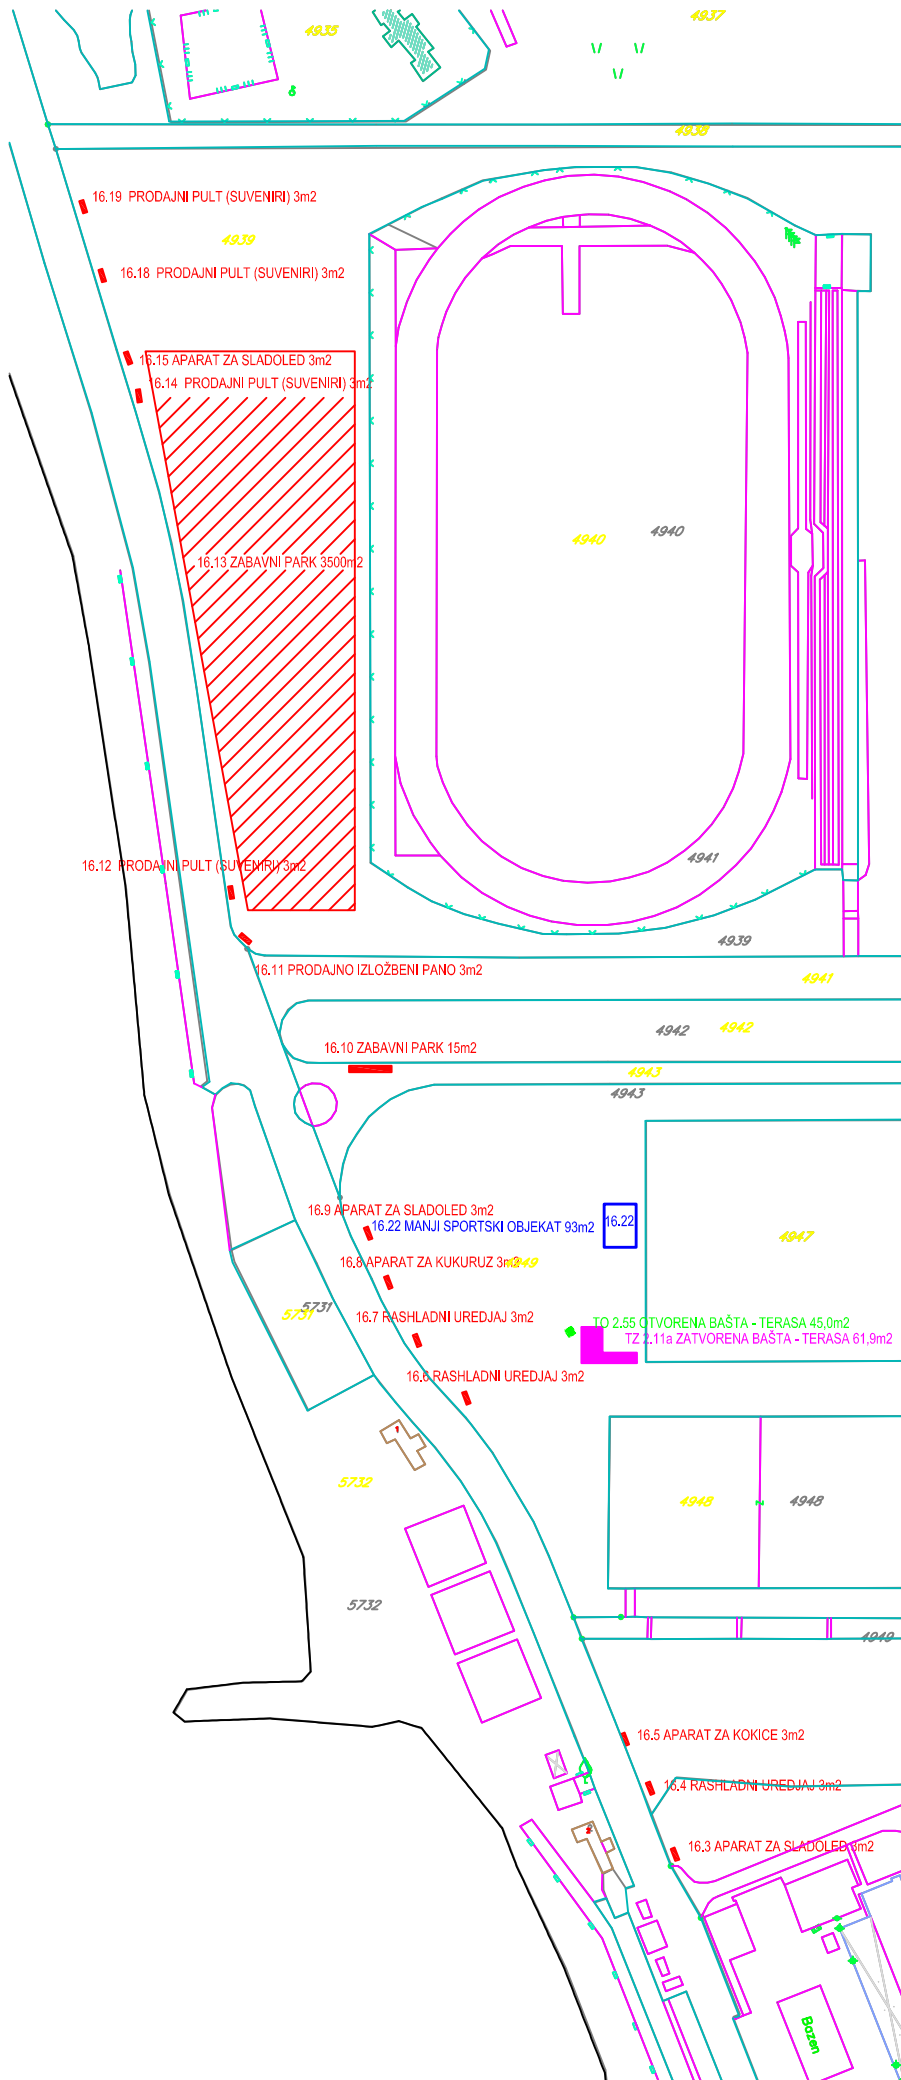 4935
4937
4938
16.19 PRODAJNI PULT (SUVENIRI) 3m2
4939
16.18 PRODAJNI PULT (SUVENIRI) 3m2
16.15 APARAT ZA SLADOLED 3m2
16.14 PRODAJNI PULT (SUVENIRI) 3m2
4940
4940
16.13 ZABAVNI PARK 3500m2
4941
16.12 PRODAJNI PULT (SUVENIRI) 3m2
4939
16.11 PRODAJNO IZLOŽBENI PANO 3m2
4941
4942
4942
16.10 ZABAVNI PARK 15m2
4943
4943
16.9 APARAT ZA SLADOLED 3m2
16.22 MANJI SPORTSKI OBJEKAT 93m2
16.22
4947
16.8 APARAT ZA KUKURUZ 3m2
4949
5731
5731
16.7 RASHLADNI UREDJAJ 3m2
TO 2.55 OTVORENA BAŠTA - TERASA 45,0m2
TZ 2.11a ZATVORENA BAŠTA - TERASA 61,9m2
16.6 RASHLADNI UREDJAJ 3m2
5732
4948
4948
5732
4949
16.5 APARAT ZA KOKICE 3m2
16.4 RASHLADNI UREDJAJ 3m2
16.3 APARAT ZA SLADOLED 3m2
Bazen